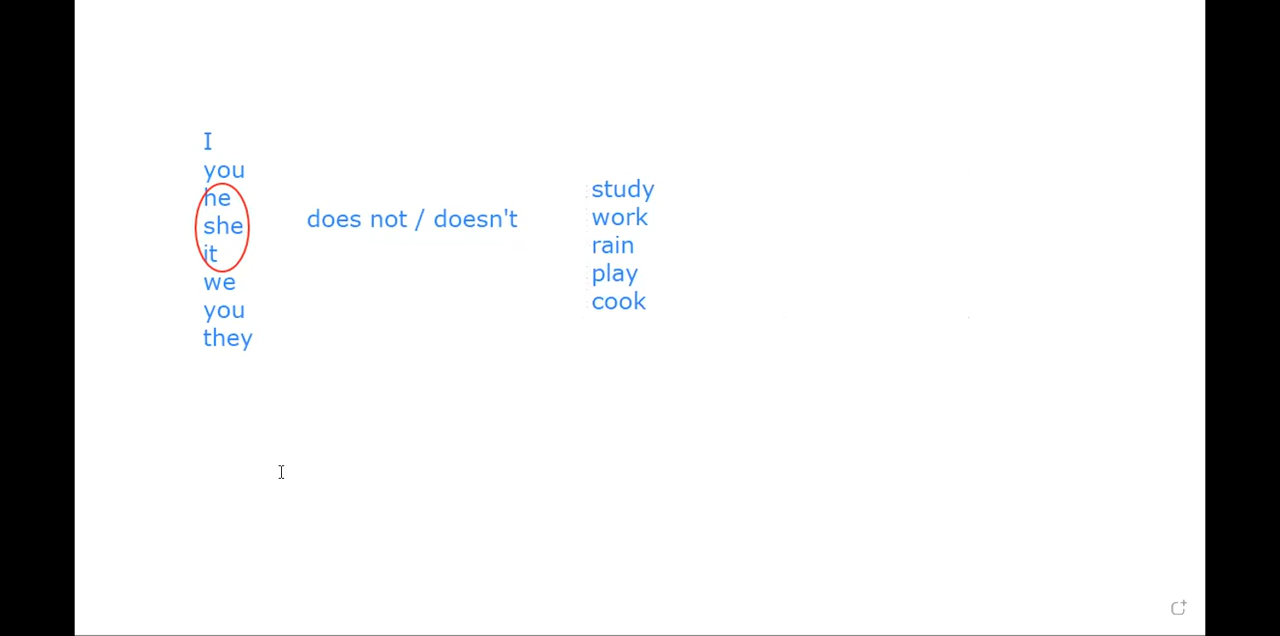 I
you
he
she
it
we
you
they
does not / doesn't
study
work
rain
play
cook